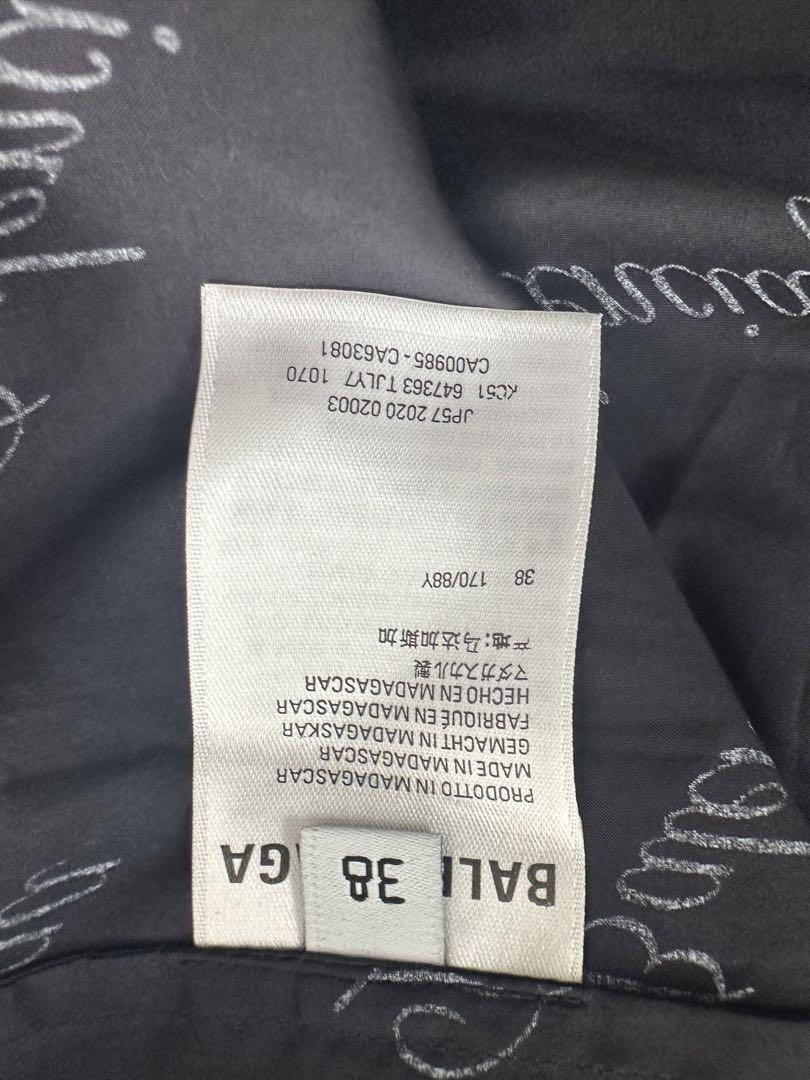 BAL
AGA
38
PRODOTTO IN MADAGASCAR
MADE IN MADAGASCAR
GEMACHT IN MADAGASKAR
FABRIQUÉ EN MADAGASCAR
HECHO EN MADAGASCAR
マダガスカル製
产地:马达加斯加
38 170/88Y
JP57 2020 02003
KC51 647363 TJLY7 1070
CA00985 - CA63081